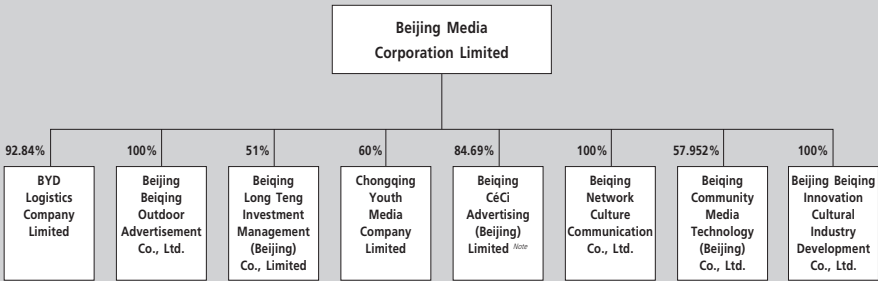 Beijing Media
Corporation Limited
92.84%
100%
51%
60%
84.69%
100%
57.952%
100%
BYD
Logistics
Company
Limited
Beijing
Beiqing
Outdoor
Advertisement
Co., Ltd.
Beiqing
Long Teng
Investment
Management
(Beijing)
Co., Limited
Chongqing
Youth
Media
Company
Limited
Beiqing
CéCi
Advertising
(Beijing)
Limited Note
Beiqing
Network
Culture
Communication
Co., Ltd.
Beiqing
Community
Media
Technology
(Beijing)
Co., Ltd.
Beijing Beiqing
Innovation
Cultural
Industry
Development
Co., Ltd.